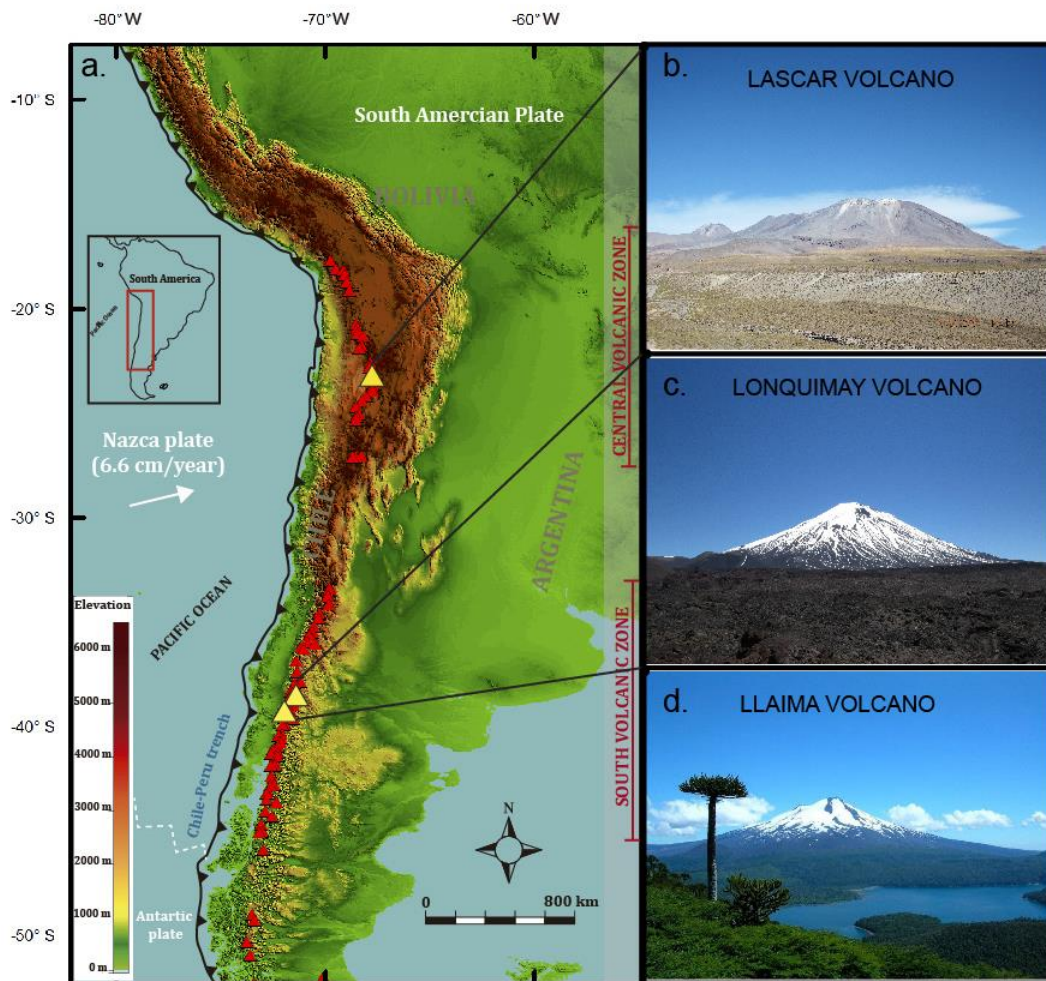 -80°W
-70°W
-60°W
a.
-10° S
-20° S
-30° S
-40° S
-50° S
South Amercian Plate
BOLIVIA
South America
Pacific Ocean
Nazca plate
(6.6 cm/year)
CHILE
ARGENTINA
PACIFIC OCEAN
Elevation
6000 m
5000 m
4000 m
3000 m
2000 m
1000 m
0 m
Chile-Peru trench
Antartic
plate
N
0
800 km
CENTRAL VOLCANIC ZONE
SOUTH VOLCANIC ZONE
b.
LASCAR VOLCANO
c.
LONQUIMAY VOLCANO
d.
LLAIMA VOLCANO